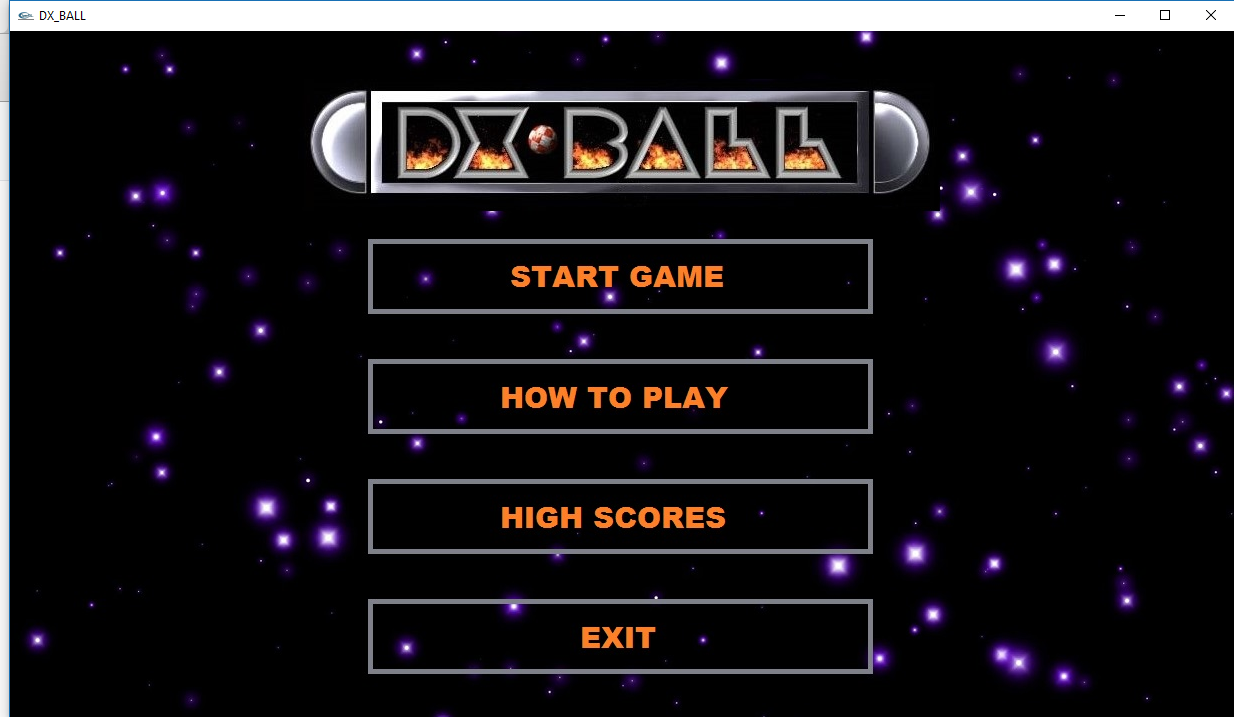 DX_BALL
DX BALL
START GAME
HOW TO PLAY
HIGH SCORES
EXIT